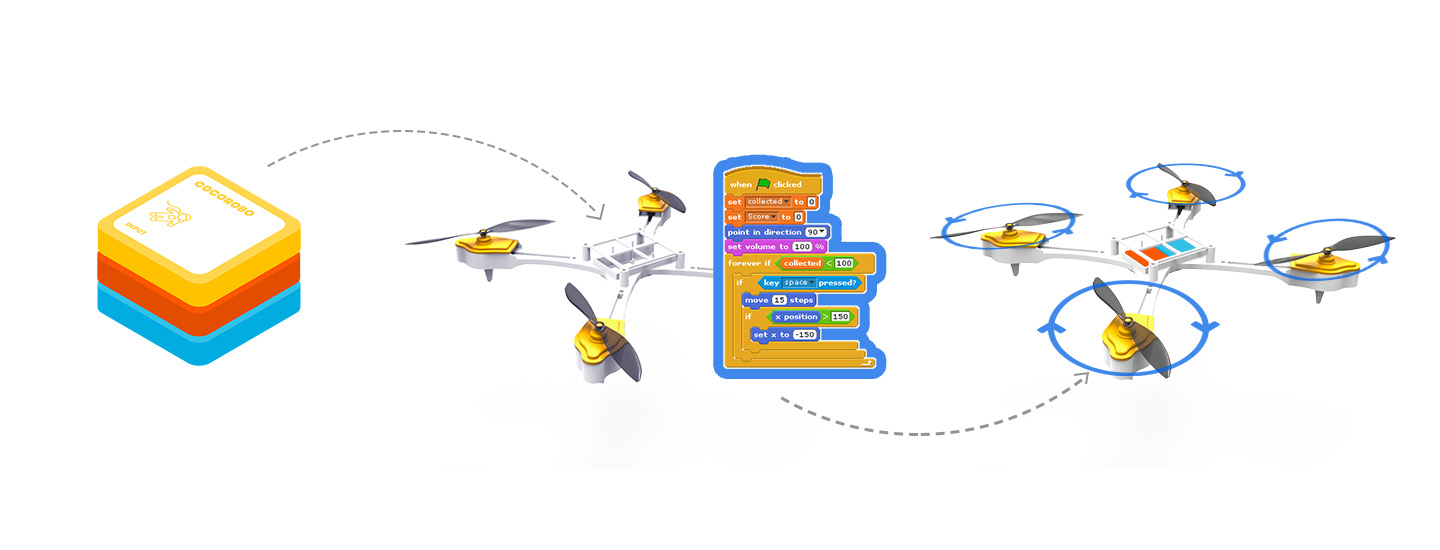 COCOROBO
INPUT
when clicked
set collected to 0
set Score to 0
point in direction 90
set volume to 100 %
forever if collected < 100
if key space pressed?
move 15 steps
if x position > 150
set x to -150